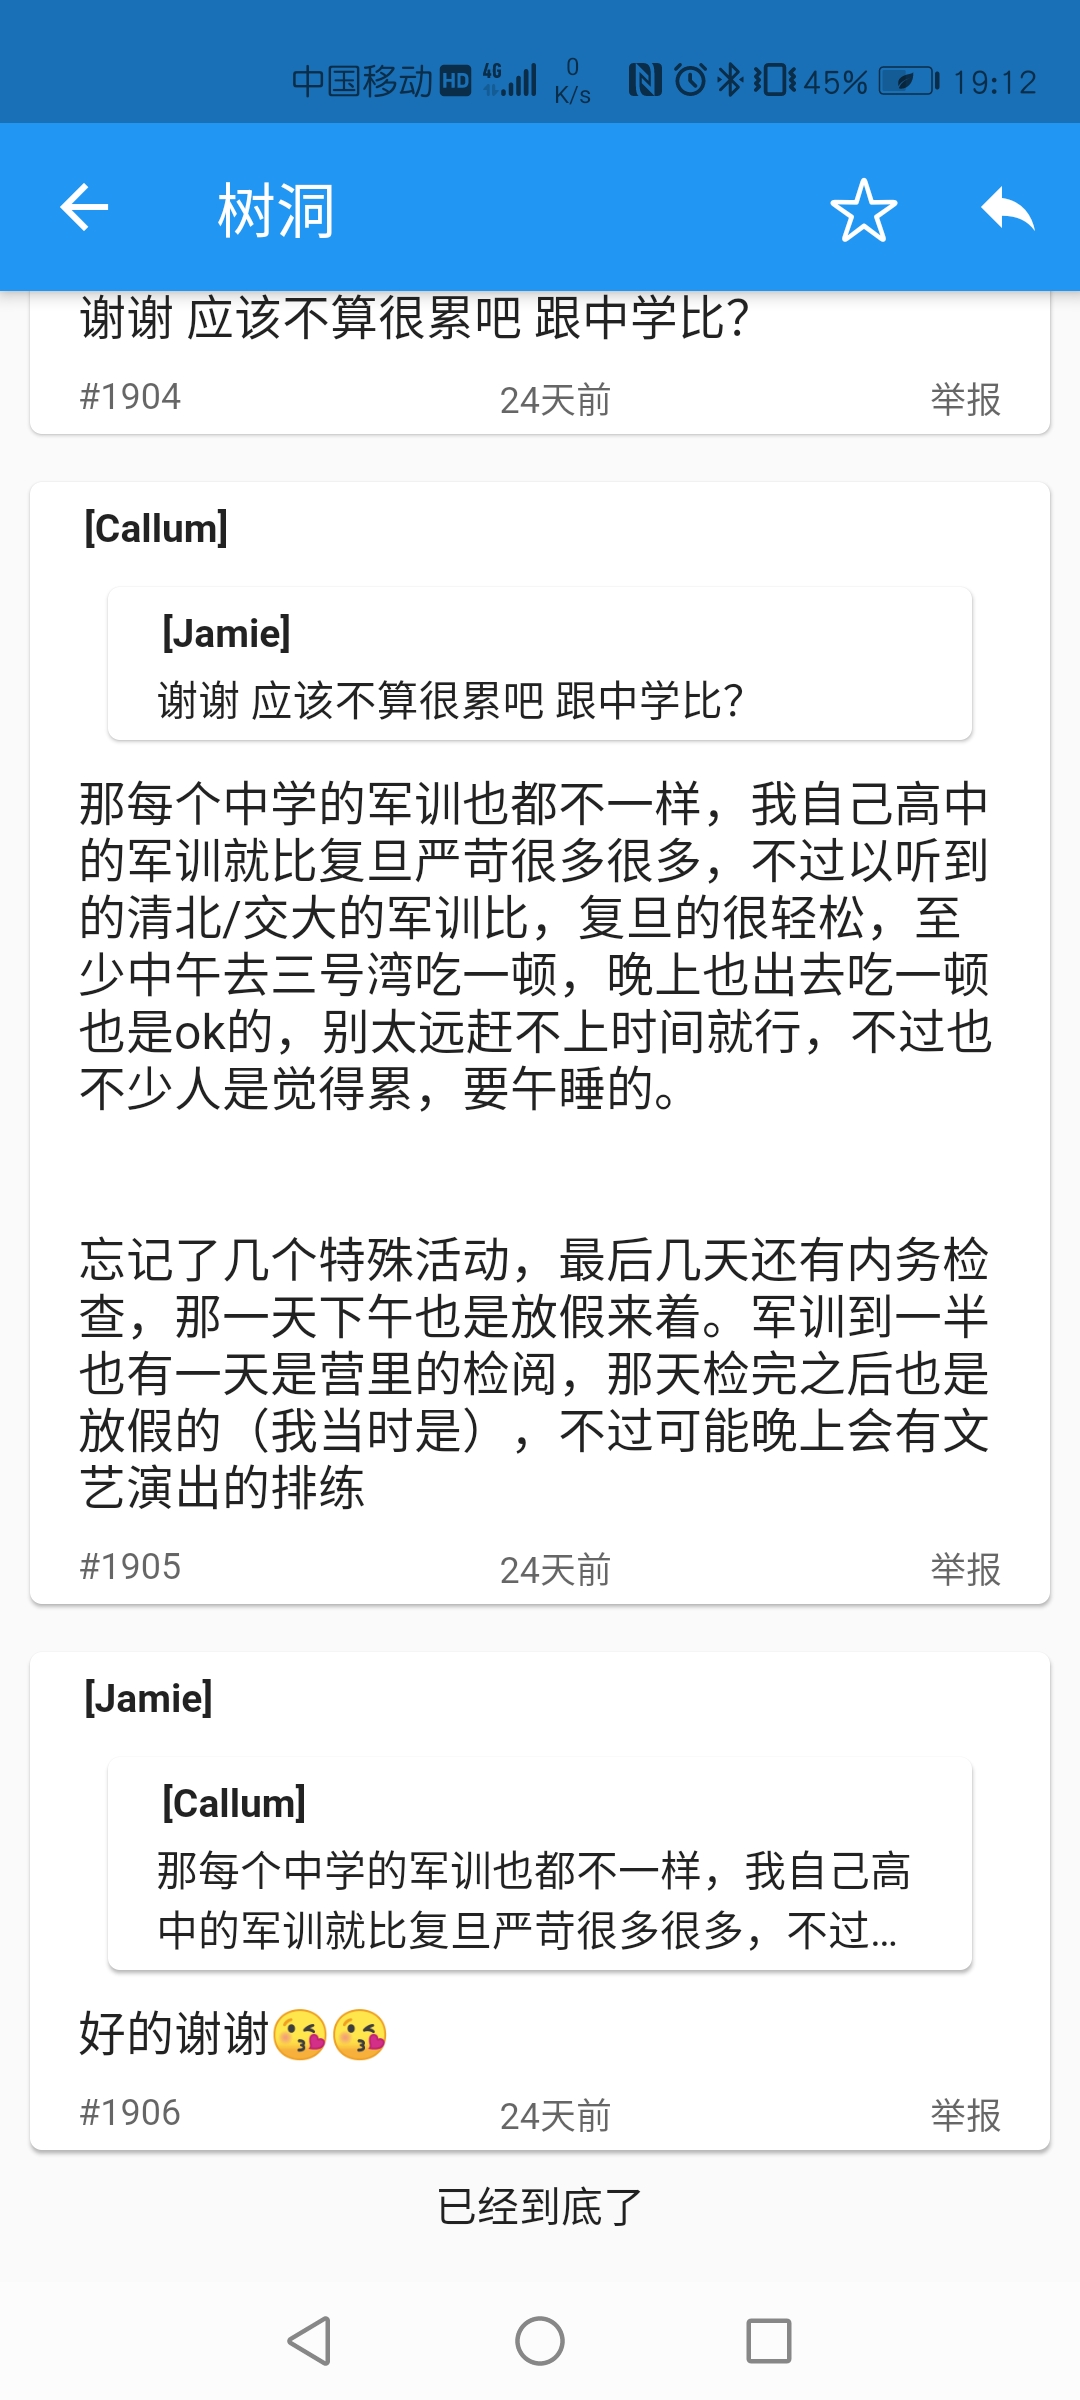 中国移动 HD 4G 0 K/s 45% 19:12
树洞
谢谢 应该不算很累吧 跟中学比？
#1904 24天前 举报
[Callum]
[Jamie]
谢谢 应该不算很累吧 跟中学比？
那每个中学的军训也都不一样，我自己高中
的军训就比复旦严苛很多很多，不过以听到
的清北/交大的军训比，复旦的很轻松，至
少中午去三号湾吃一顿，晚上也出去吃一顿
也是ok的，别太远赶不上时间就行，不过也
不少人是觉得累，要午睡的。
忘记了几个特殊活动，最后几天还有内务检
查，那一天下午也是放假来着。军训到一半
也有一天是营里的检阅，那天检完之后也是
放假的（我当时是），不过可能晚上会有文
艺演出的排练
#1905 24天前 举报
[Jamie]
[Callum]
那每个中学的军训也都不一样，我自己高
中的军训就比复旦严苛很多很多，不过...
好的谢谢😘😘
#1906 24天前 举报
已经到底了